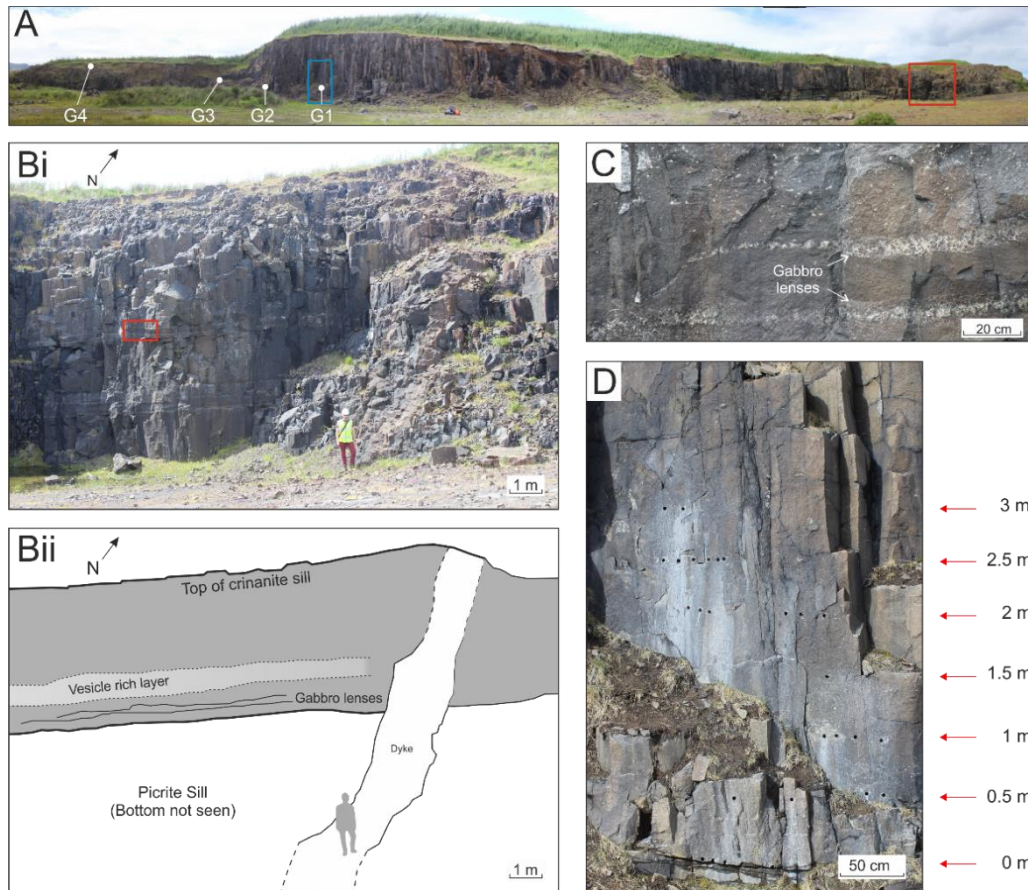 A
G4
G3
G2
G1
Bi
N
1 m
C
Gabbro
lenses
20 cm
Bii
N
Top of crinanite sill
Vesicle rich layer
Gabbro lenses
Dyke
Picrite Sill
(Bottom not seen)
1 m
D
3 m
2.5 m
2 m
1.5 m
1 m
0.5 m
0 m
50 cm